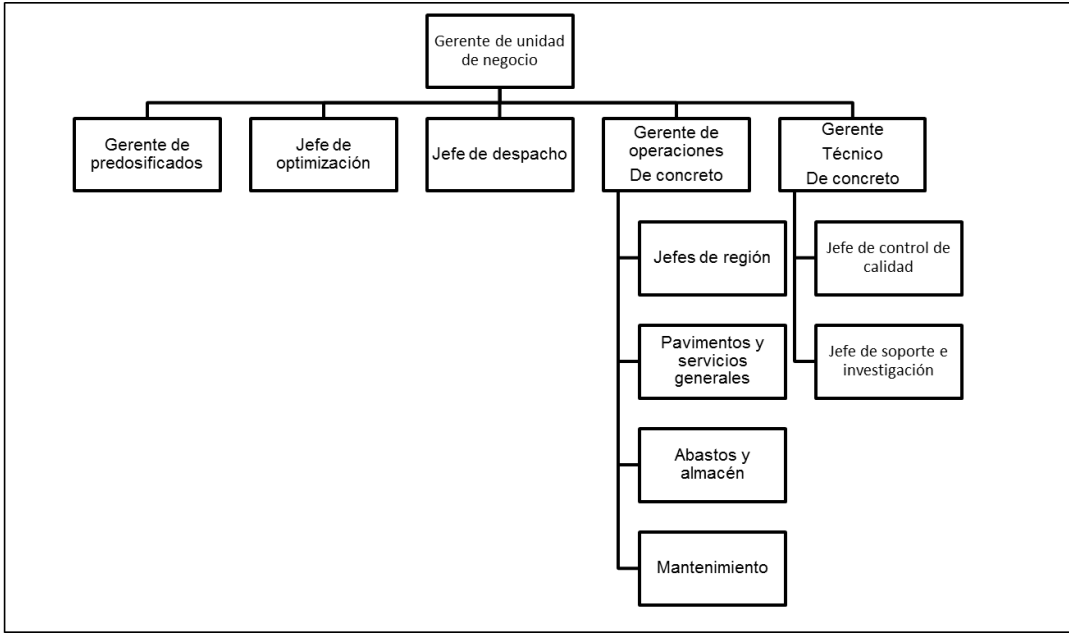 Gerente de unidad
de negocio
Gerente de
predosificados
Jefe de
optimización
Jefe de despacho
Gerente de
operaciones
De concreto
Gerente
Técnico
De concreto
Jefes de región
Pavimentos y
servicios
generales
Abastos y
almacén
Mantenimiento
Jefe de control de
calidad
Jefe de soporte e
investigación